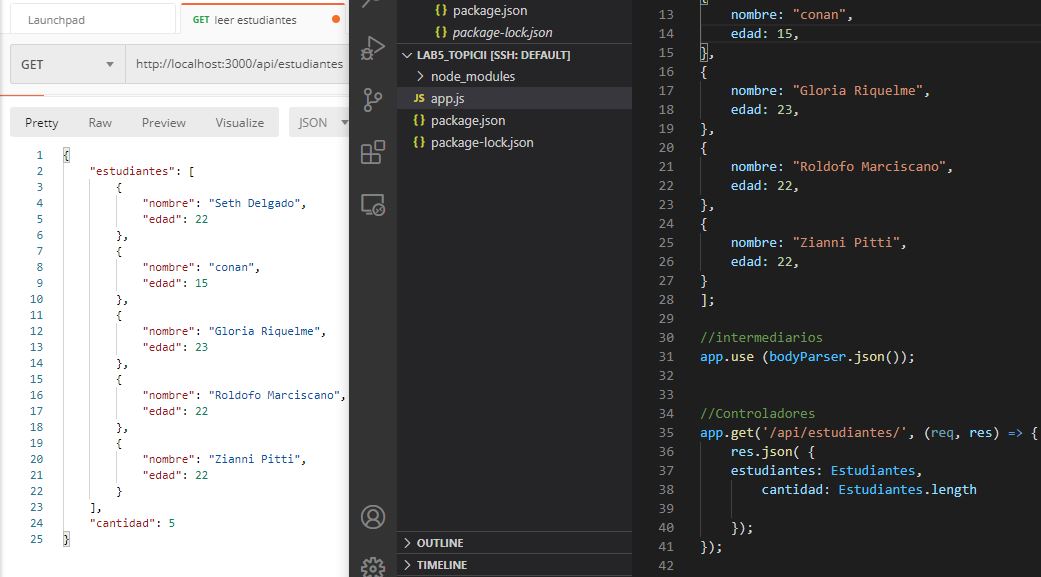 Launchpad
GET leer estudiantes
GET
http://localhost:3000/api/estudiantes
Pretty Raw Preview Visualize JSON
1 {
2 "estudiantes": [
3 {
4 "nombre": "Seth Delgado",
5 "edad": 22
6 },
7 {
8 "nombre": "conan",
9 "edad": 15
10 },
11 {
12 "nombre": "Gloria Riquelme",
13 "edad": 23
14 },
15 {
16 "nombre": "Roldofo Marciscano",
17 "edad": 22
18 },
19 {
20 "nombre": "Zianni Pitti",
21 "edad": 22
22 }
23 ],
24 "cantidad": 5
25 }
{} package.json
{} package-lock.json
LAB5_TOPICII [SSH: DEFAULT]
node_modules
JS app.js
{} package.json
{} package-lock.json
OUTLINE
TIMELINE
{
13 nombre: "conan",
14 edad: 15,
15 },
16 {
17 nombre: "Gloria Riquelme",
18 edad: 23,
19 },
20 {
21 nombre: "Roldofo Marciscano",
22 edad: 22,
23 },
24 {
25 nombre: "Zianni Pitti",
26 edad: 22,
27 }
28 ];
29
30 //intermediarios
31 app.use (bodyParser.json());
32
33
34 //Controladores
35 app.get('/api/estudiantes/', (req, res) => {
36 res.json( {
37 estudiantes: Estudiantes,
38 cantidad: Estudiantes.length
39
40 });
41 });
42